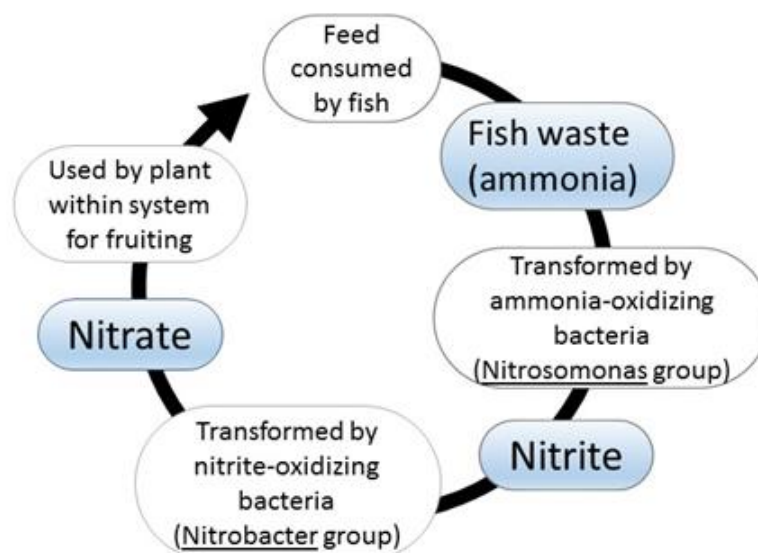 Feed
consumed
by fish
Fish waste
(ammonia)
Transformed by
ammonia-oxidizing
bacteria
(Nitrosomonas group)
Nitrite
Transformed by
nitrite-oxidizing
bacteria
(Nitrobacter group)
Nitrate
Used by plant
within system
for fruiting